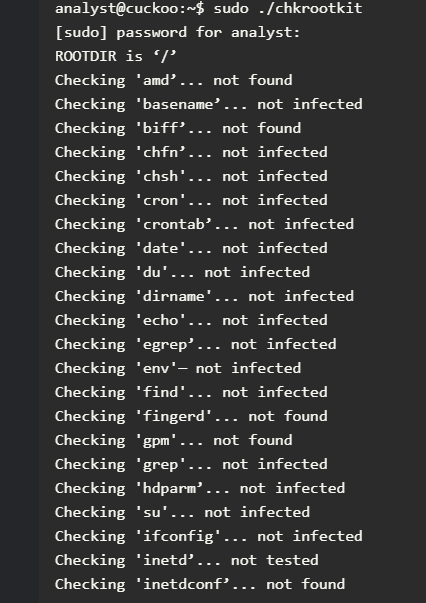 analyst@cuckoo:~$ sudo ./chkrootkit
[sudo] password for analyst:
ROOTDIR is ‘/’
Checking 'amd’... not found
Checking 'basename’... not infected
Checking 'biff’... not found
Checking 'chfn’... not infected
Checking 'chsh'... not infected
Checking 'cron'... not infected
Checking 'crontab’... not infected
Checking 'date'... not infected
Checking 'du'... not infected
Checking 'dirname'... not infected
Checking 'echo'... not infected
Checking 'egrep’... not infected
Checking 'env'— not infected
Checking 'find'... not infected
Checking 'fingerd'... not found
Checking 'gpm'... not found
Checking 'grep'... not infected
Checking 'hdparm’... not infected
Checking 'su'... not infected
Checking 'ifconfig'... not infected
Checking 'inetd’... not tested
Checking 'inetdconf’... not found